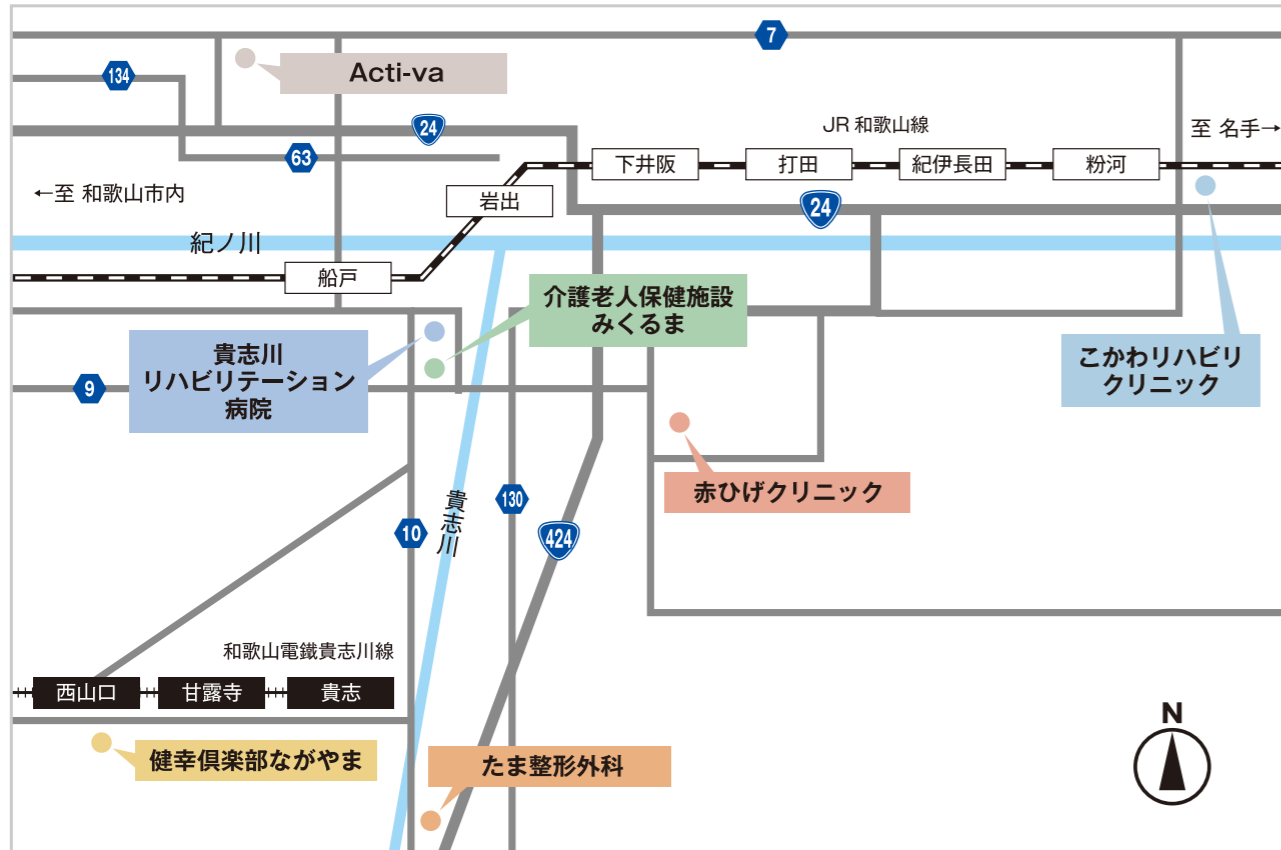 7
Acti-va
134
24
JR 和歌山線
至 名手→
63
下井阪
打田
紀伊長田
粉河
←至 和歌山市内
岩出
24
紀ノ川
船戸
介護老人保健施設
みくるま
貴志川
リハビリテーション
病院
こかわリハビリ
クリニック
9
赤ひげクリニック
貴志川
130
10
424
和歌山電鐵貴志川線
西山口
甘露寺
貴志
N
健幸倶楽部ながやま
たま整形外科